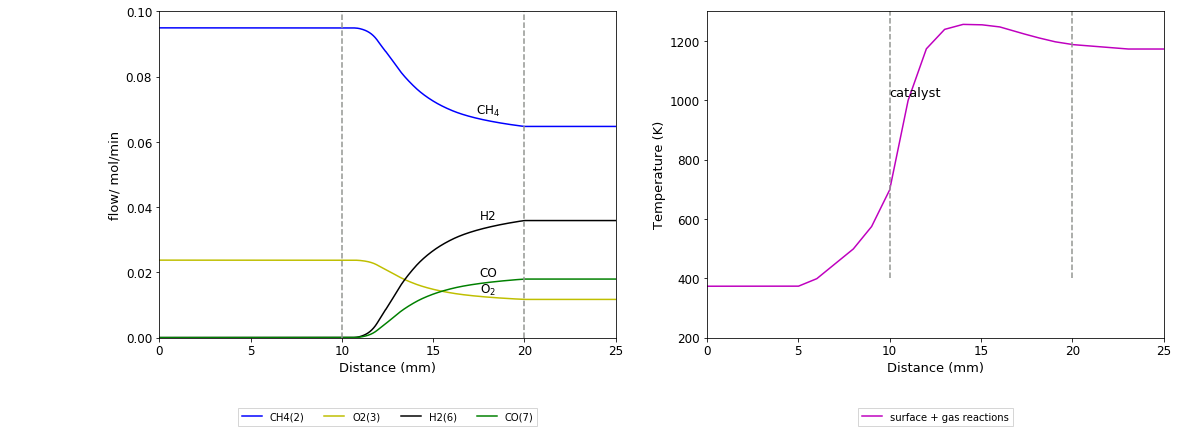 0.10
0.08
0.06
0.04
0.02
0.00
flow/ mol/min
CH₄
H2
CO
O₂
0 5 10 15 20 25
Distance (mm)
CH4(2) O2(3) H2(6) CO(7)
1200
1000
800
600
400
200
Temperature (K)
catalyst
0 5 10 15 20 25
Distance (mm)
surface + gas reactions